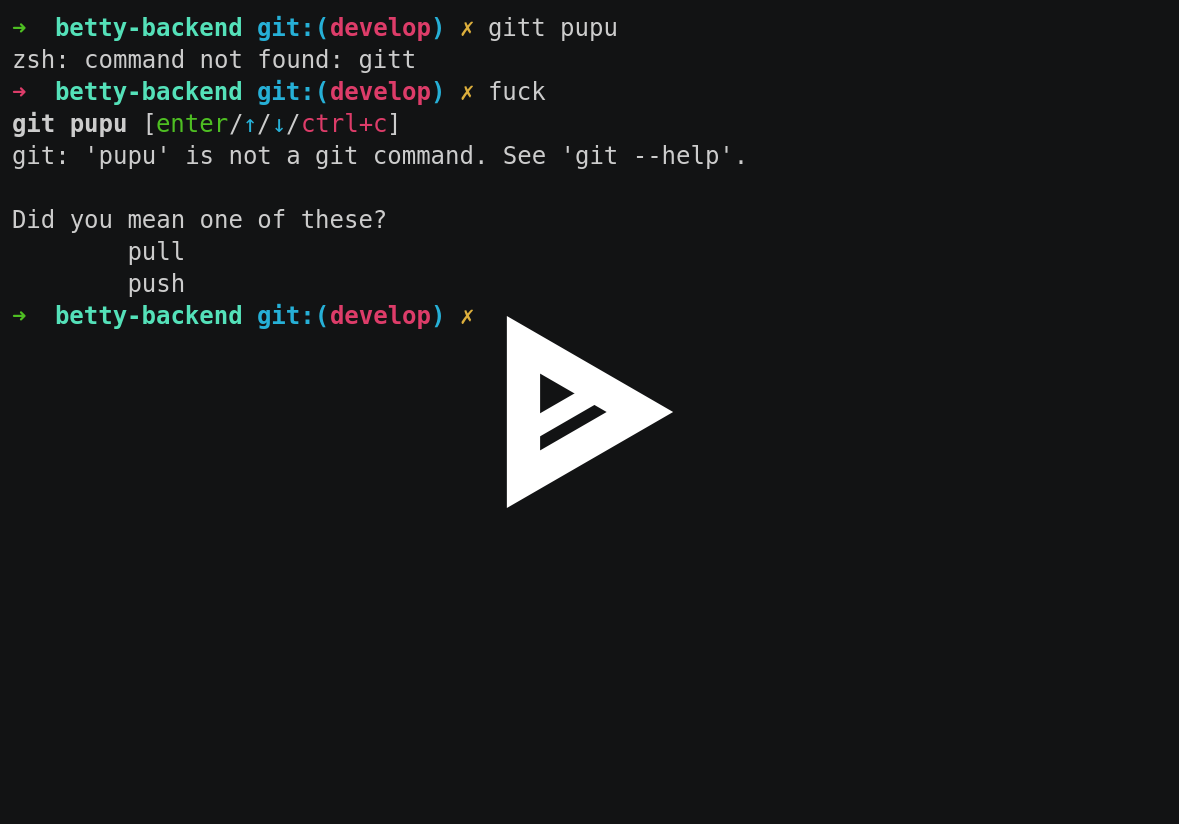 ➜  betty-backend git:(develop) ✗ gitt pupu
zsh: command not found: gitt
➜  betty-backend git:(develop) ✗ fuck
git pupu [enter/↑/↓/ctrl+c]
git: 'pupu' is not a git command. See 'git --help'.
Did you mean one of these?
        pull
        push
➜  betty-backend git:(develop) ✗